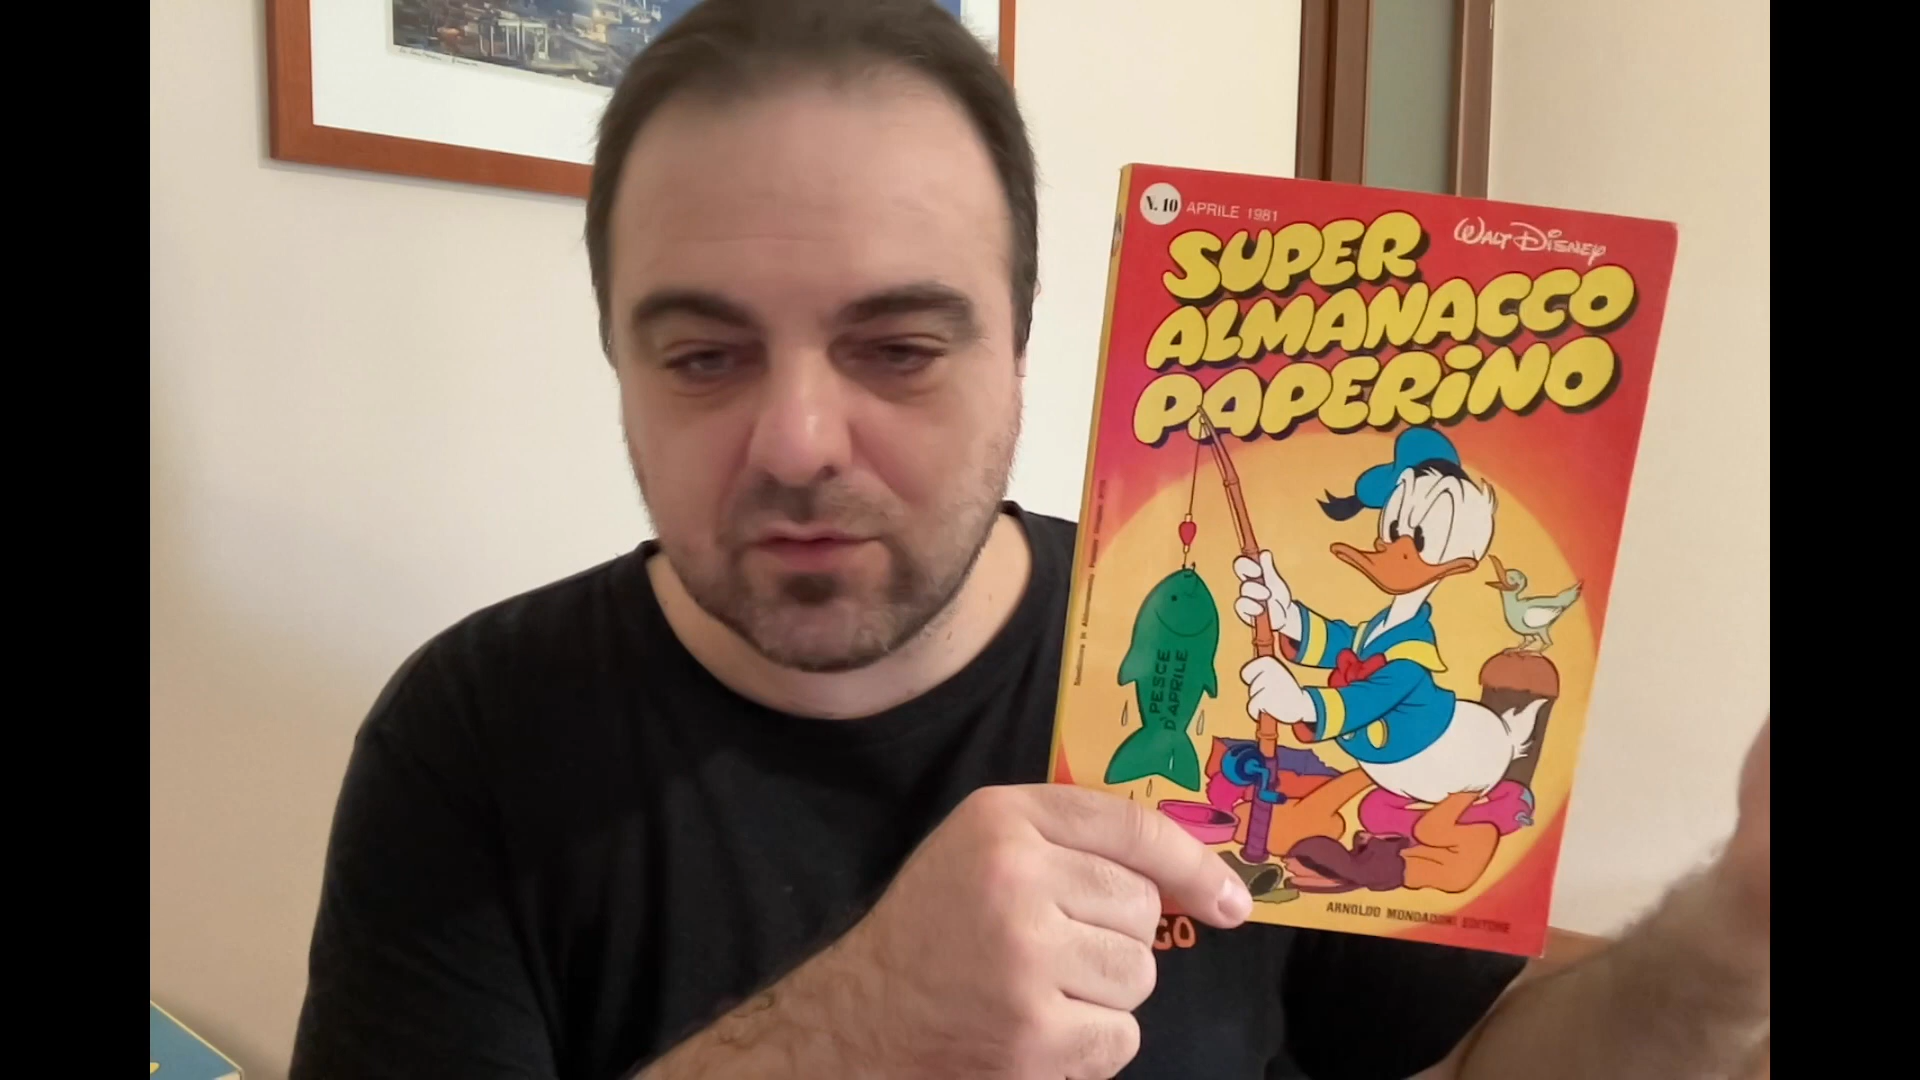 N. 10 APRILE 1981
WALT DISNEY
SUPER
ALMANACCO
PAPERINO
PESCE
D'APRILE
ARNOLDO MONDADORI EDITORE
GO